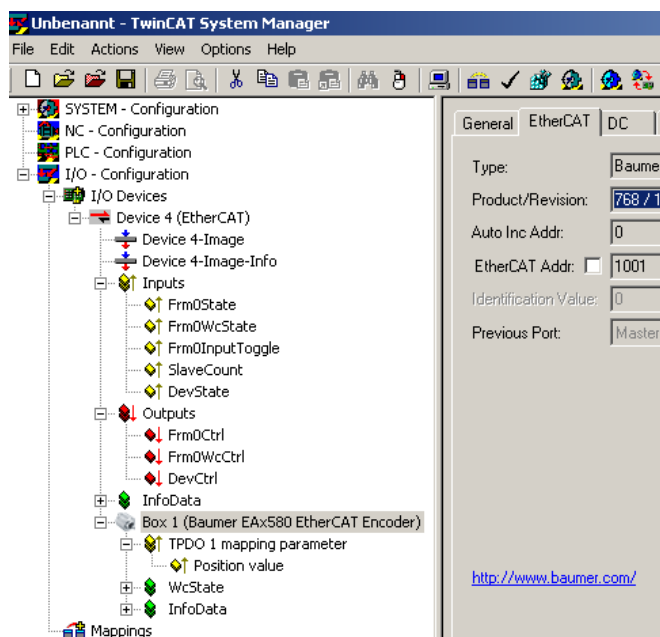 Unbenannt - TwinCAT System Manager
File Edit Actions View Options Help
SYSTEM - Configuration
NC - Configuration
PLC - Configuration
I/O - Configuration
I/O Devices
Device 4 (EtherCAT)
Device 4-Image
Device 4-Image-Info
Inputs
Frm0State
Frm0WcState
Frm0InputToggle
SlaveCount
DevState
Outputs
Frm0Ctrl
Frm0WcCtrl
DevCtrl
InfoData
Box 1 (Baumer EAx580 EtherCAT Encoder)
TPDO 1 mapping parameter
Position value
WcState
InfoData
Mappings
General EtherCAT DC
Type: Baume
Product/Revision: 768 / 1
Auto Inc Addr: 0
EtherCAT Addr: 1001
Identification Value: 0
Previous Port: Master
http://www.baumer.com/